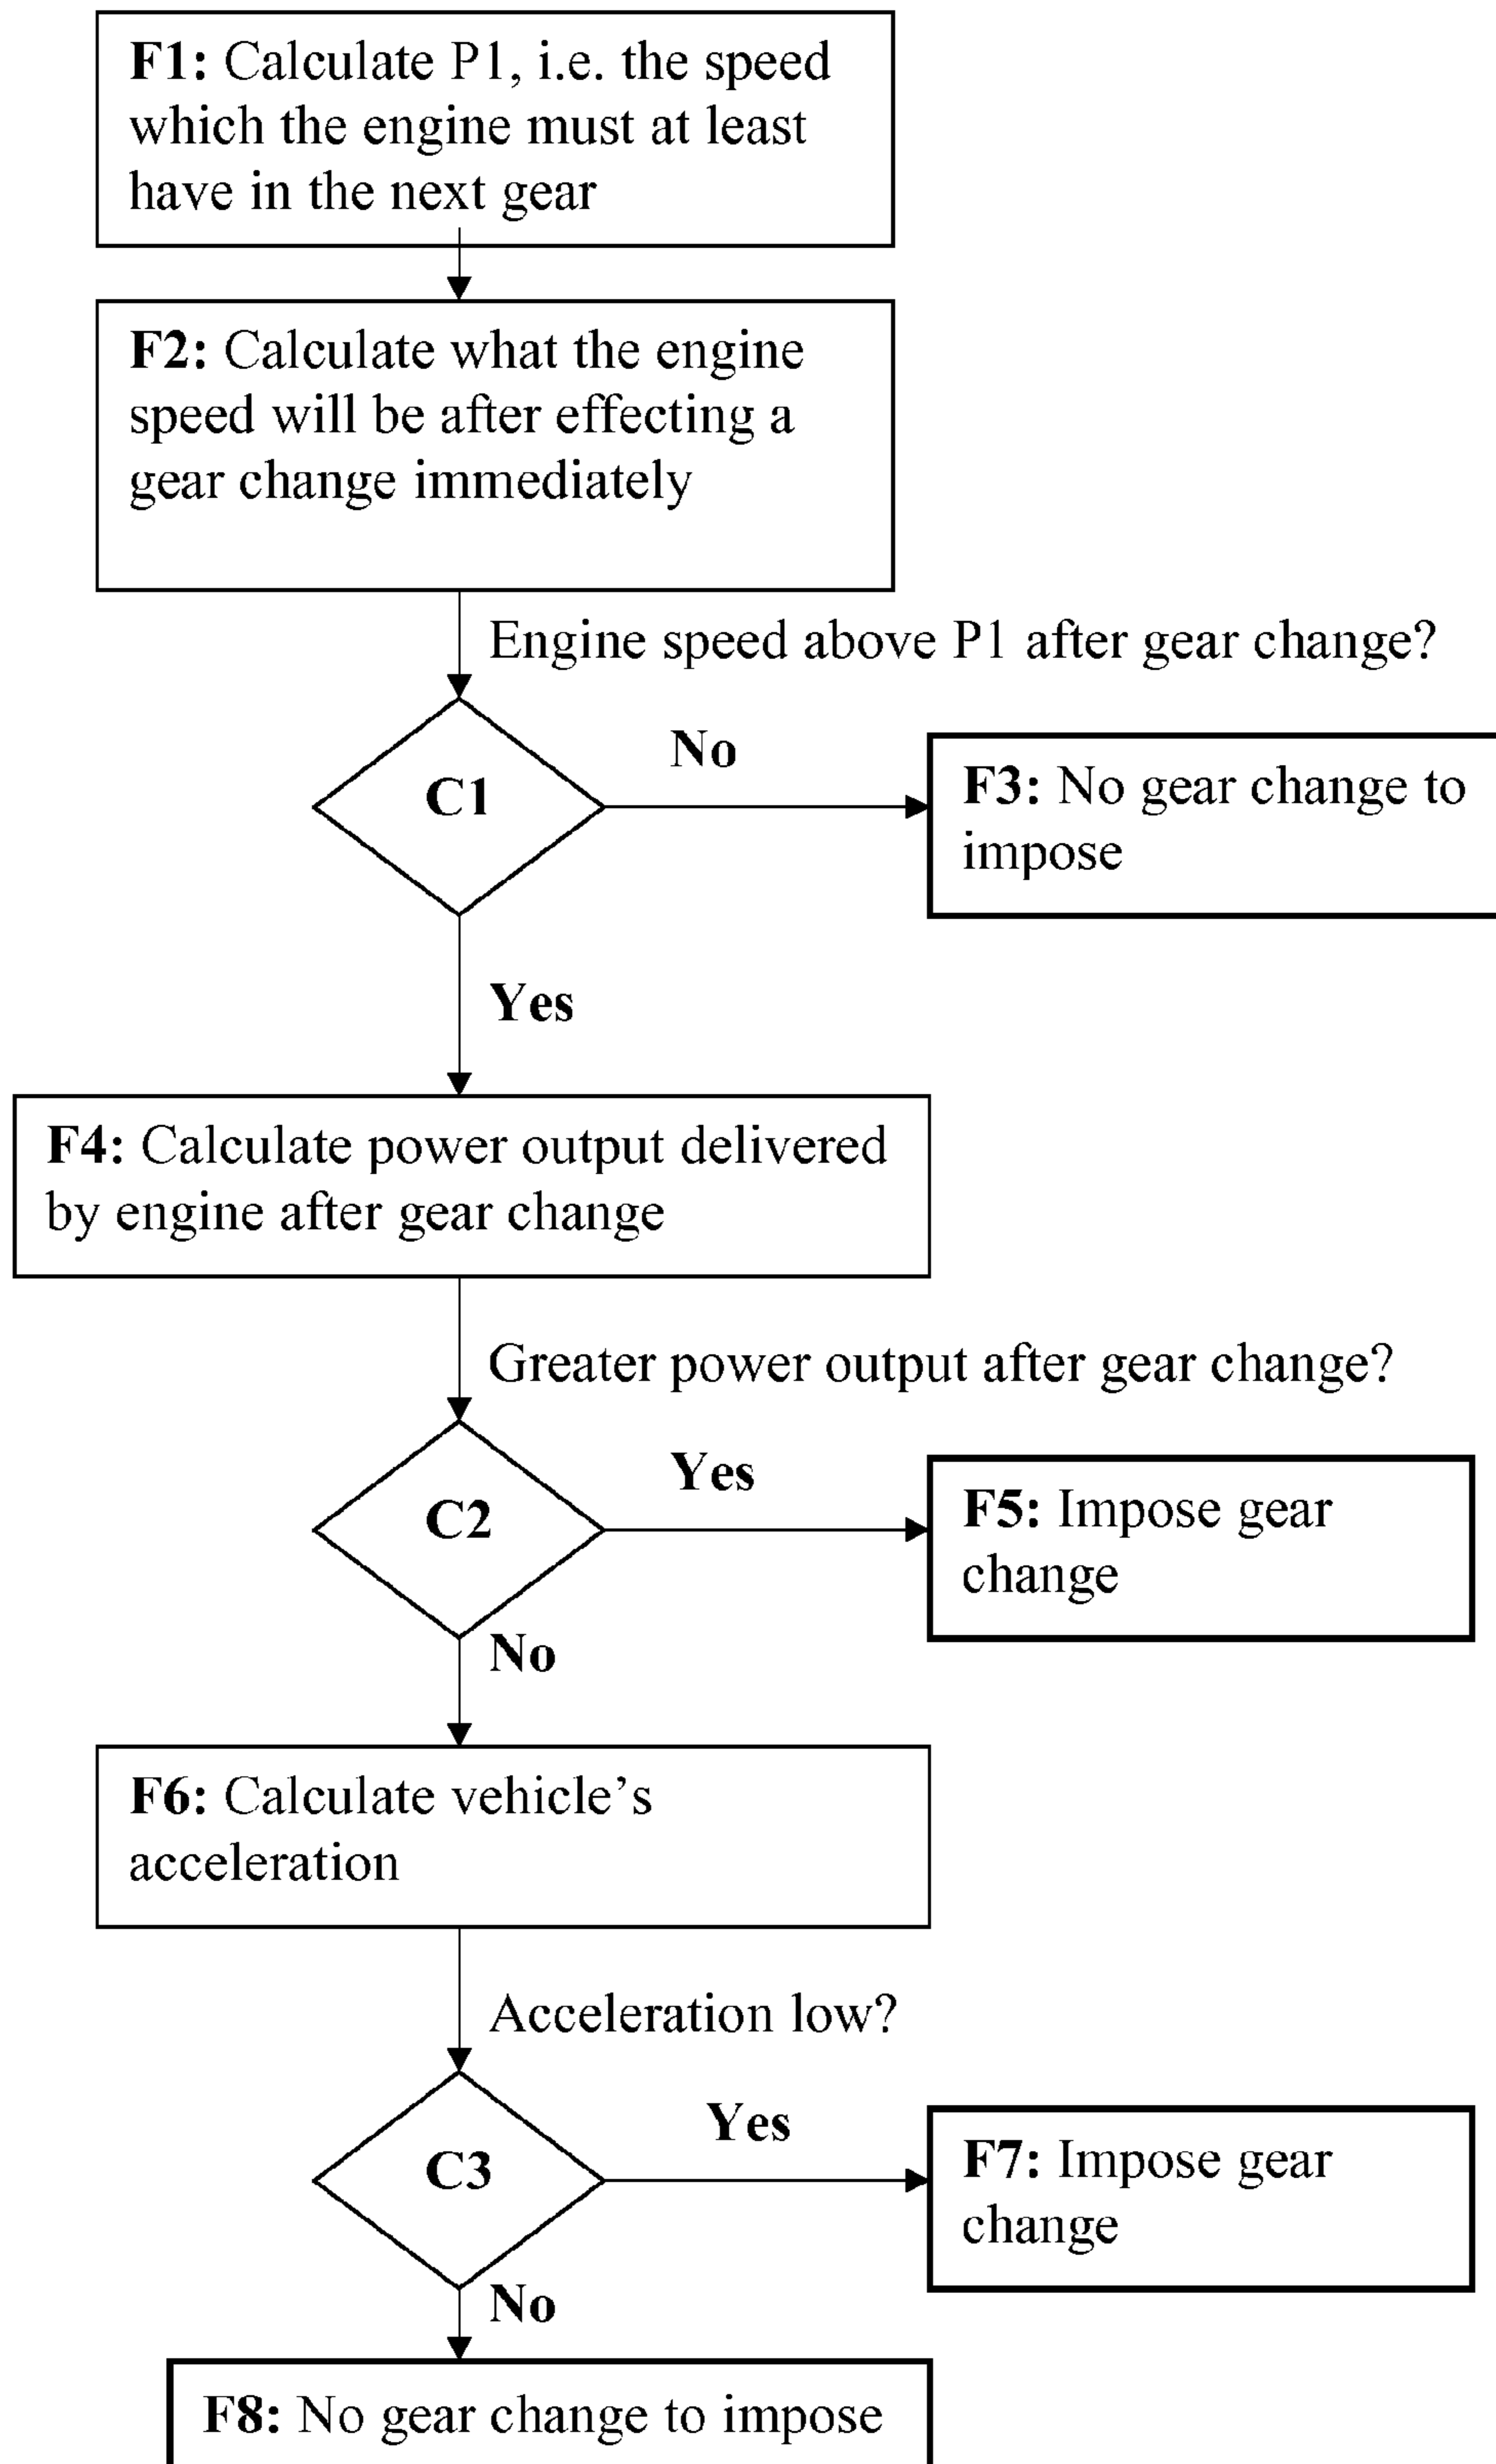 F1: Calculate P1, i.e. the speed
which the engine must at least
have in the next gear
F2: Calculate what the engine
speed will be after effecting a
gear change immediately
Engine speed above P1 after gear change?
No
C1
F3: No gear change to
impose
Yes
F4: Calculate power output delivered
by engine after gear change
Greater power output after gear change?
Yes
C2
F5: Impose gear
change
No
F6: Calculate vehicle’s
acceleration
Acceleration low?
Yes
C3
F7: Impose gear
change
No
F8: No gear change to impose